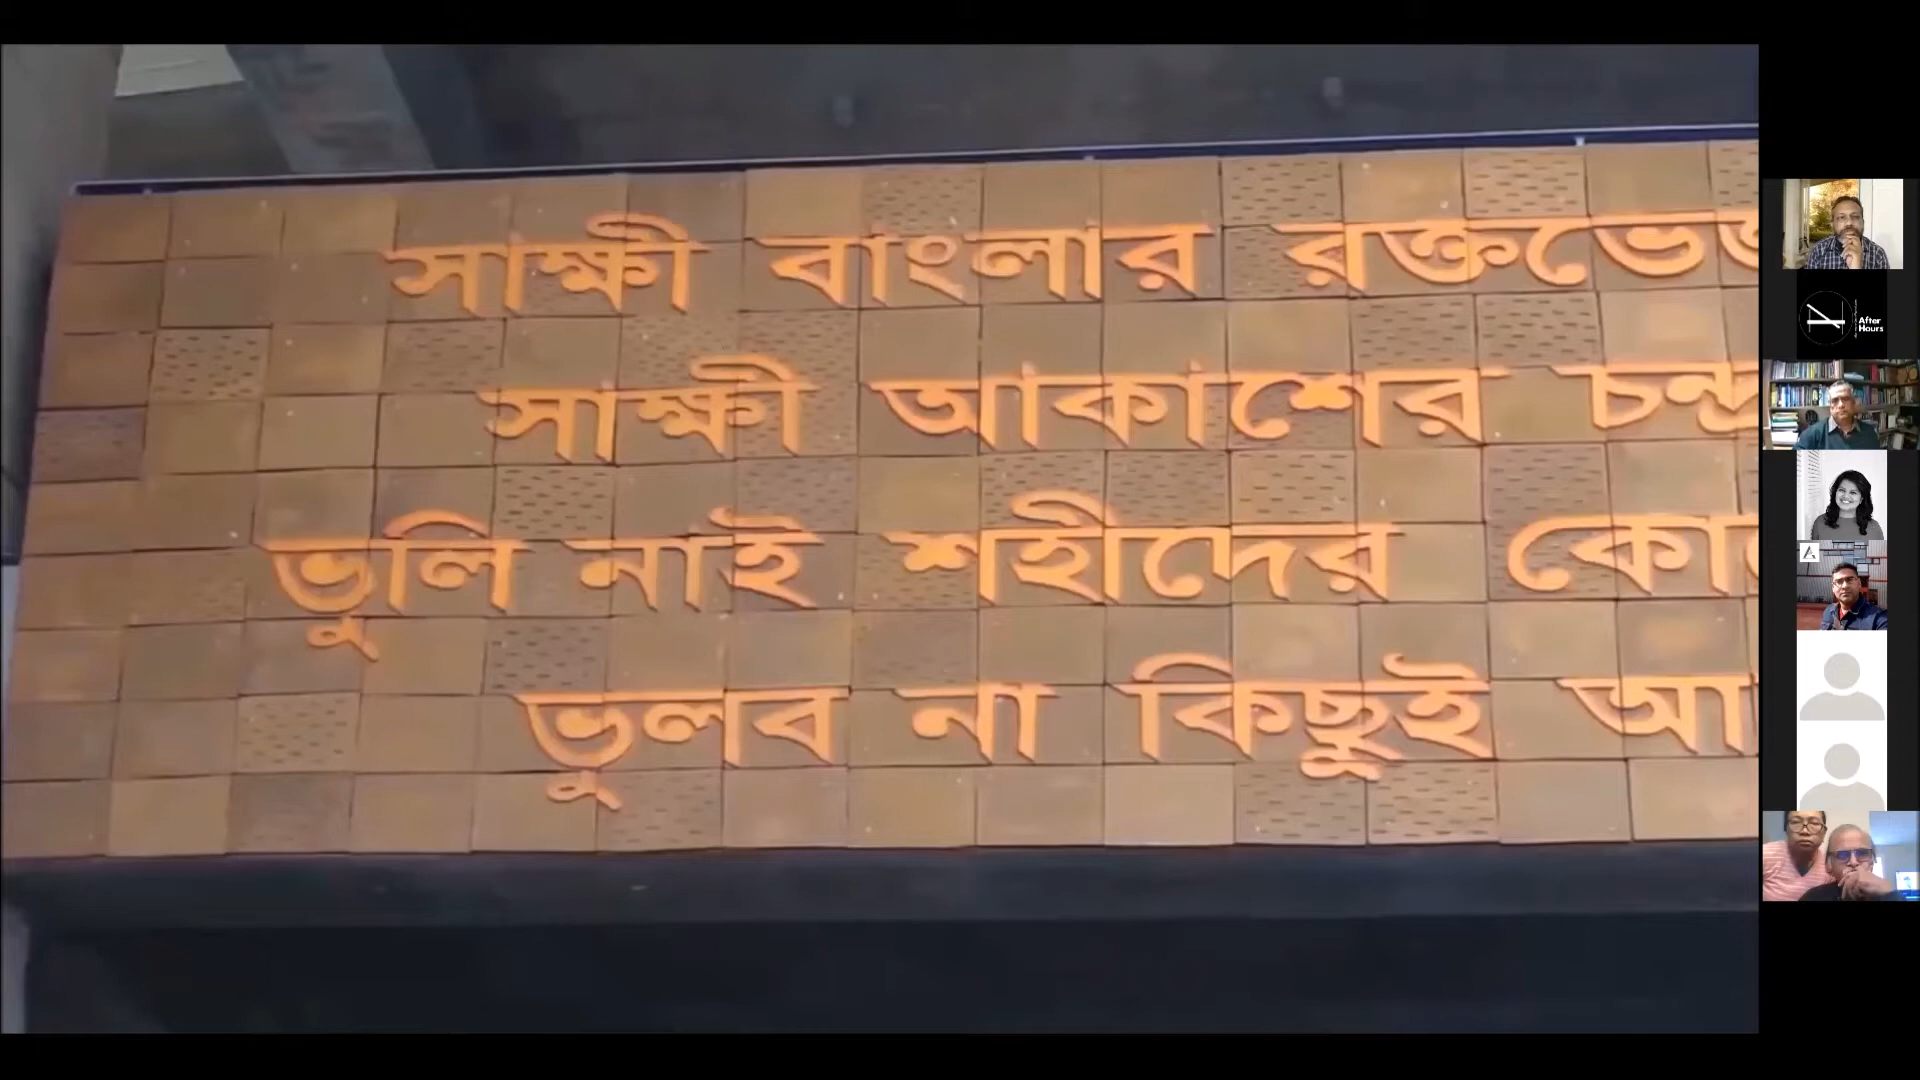 সাক্ষী বাংলার
সাক্ষী আকাশের
ভুলি নাই শহীদের
ভুলব না কিছুই
After
Hours